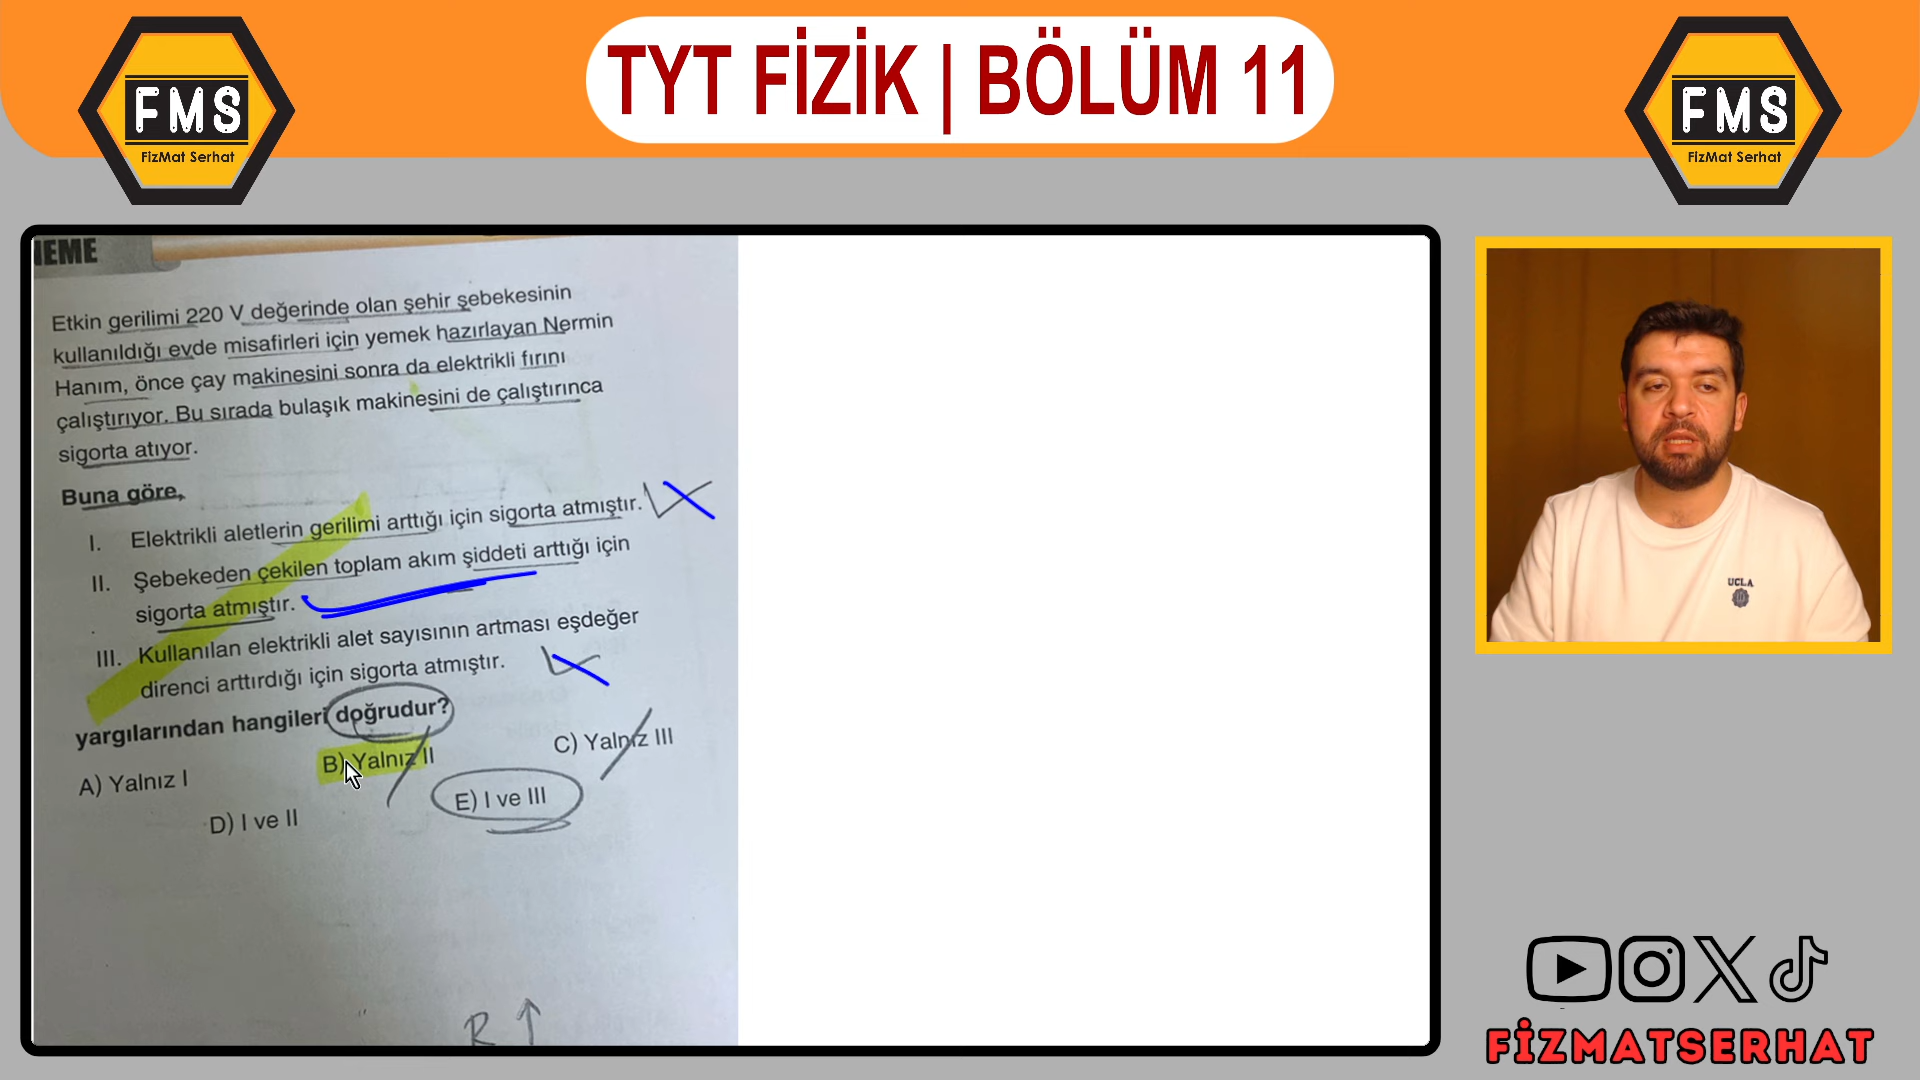 TYT FİZİK | BÖLÜM 11
FMS
FizMat Serhat
FMS
FizMat Serhat
Etkin gerilimi 220 V değerinde olan şehir şebekesinin
kullanıldığı evde misafirleri için yemek hazırlayan Nermin
Hanım, önce çay makinesini sonra da elektrikli fırını
çalıştırıyor. Bu sırada bulaşık makinesini de çalıştırınca
sigorta atıyor.
Buna göre,
I. Elektrikli aletlerin gerilimi arttığı için sigorta atmıştır.
II. Şebekeden çekilen toplam akım şiddeti arttığı için
sigorta atmıştır.
III. Kullanılan elektrikli alet sayısının artması eşdeğer
direnci arttırdığı için sigorta atmıştır.
yargılarından hangileri doğrudur?
A) Yalnız I
B) Yalnız II
C) Yalnız III
D) I ve II
E) I ve III
R ↑
UCLA
FİZMATSERHAT